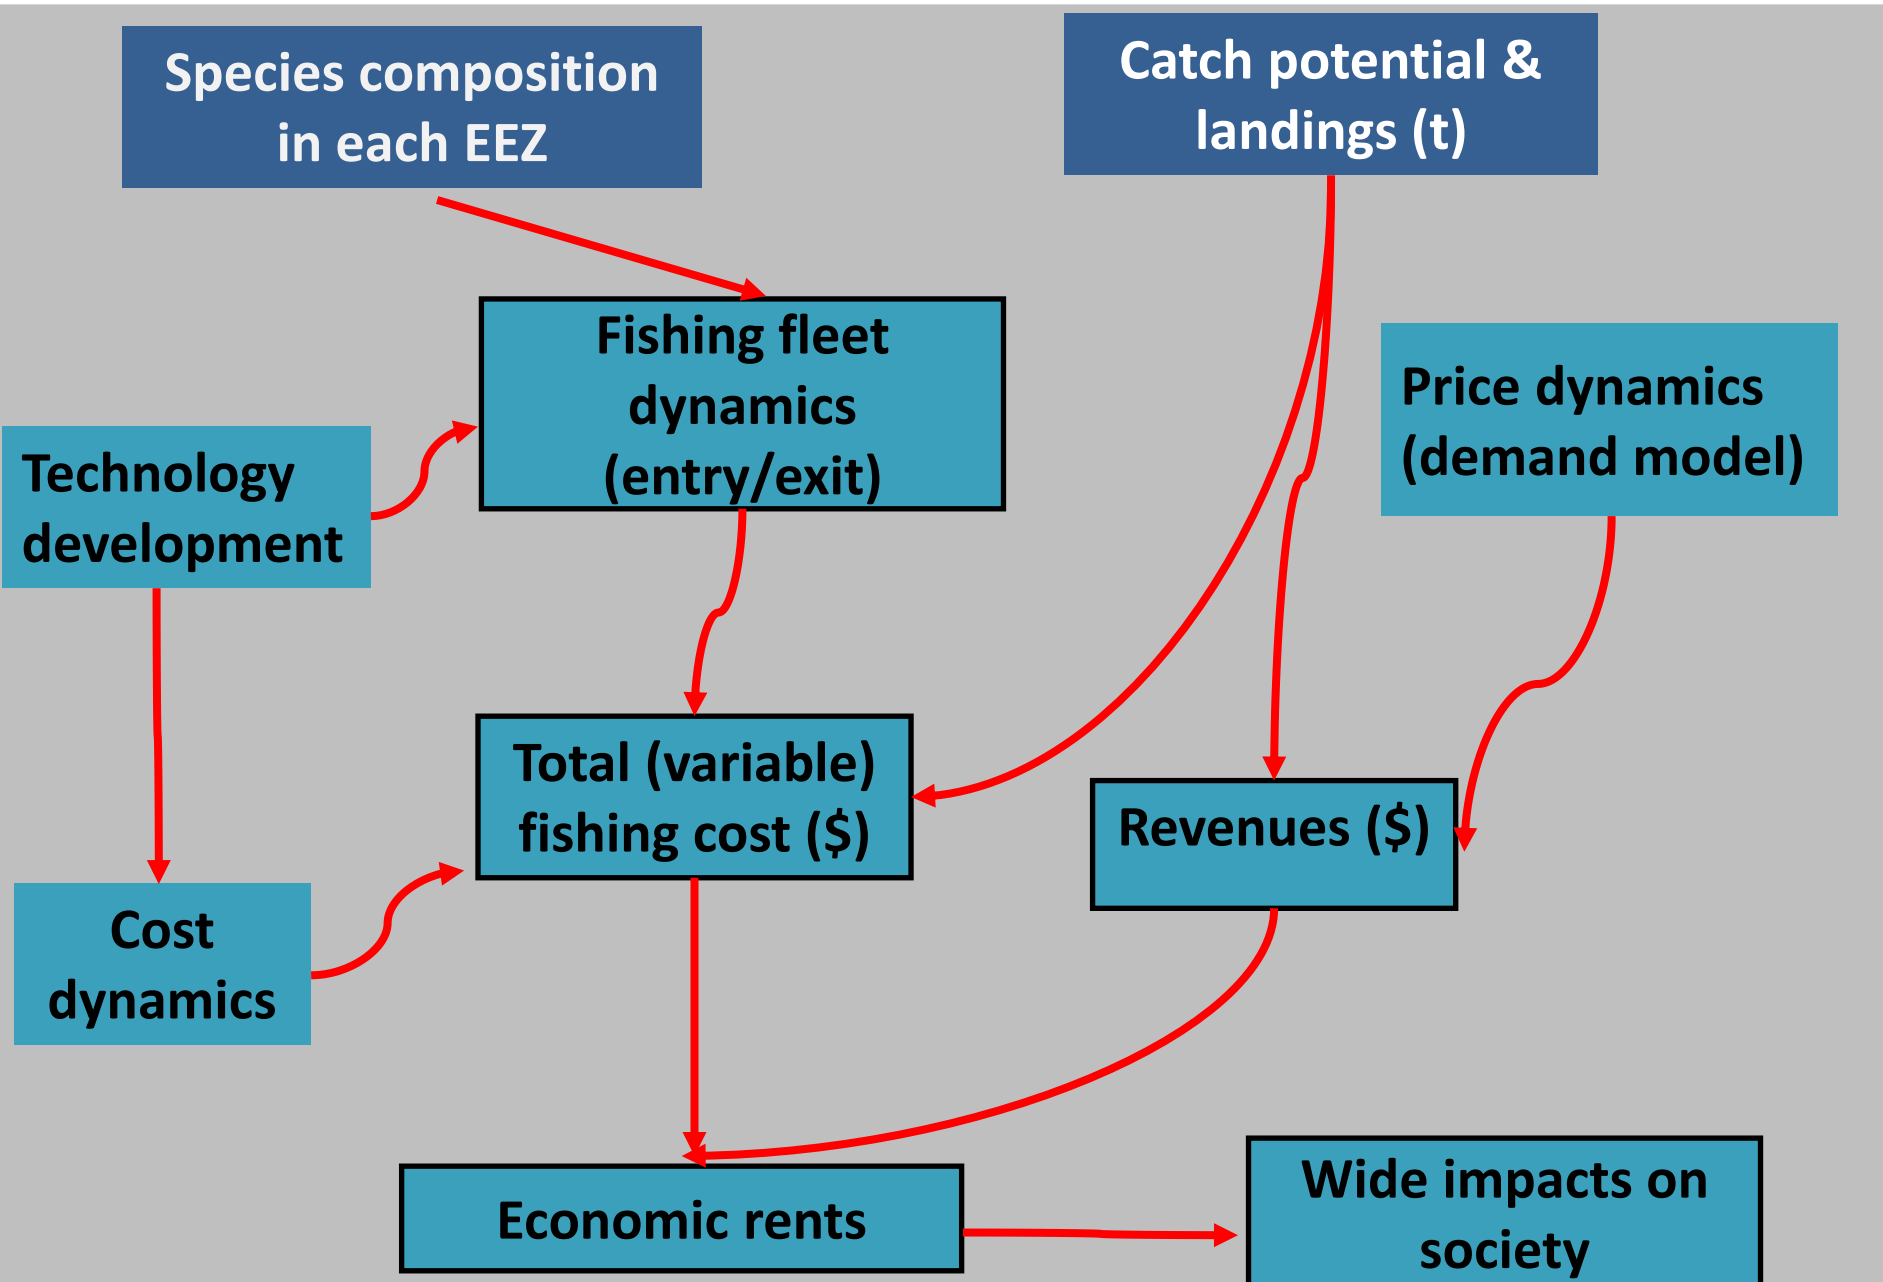 Species composition
in each EEZ
Catch potential &
landings (t)
Fishing fleet
dynamics
(entry/exit)
Price dynamics
(demand model)
Technology
development
Total (variable)
fishing cost ($)
Revenues ($)
Cost
dynamics
Economic rents
Wide impacts on
society